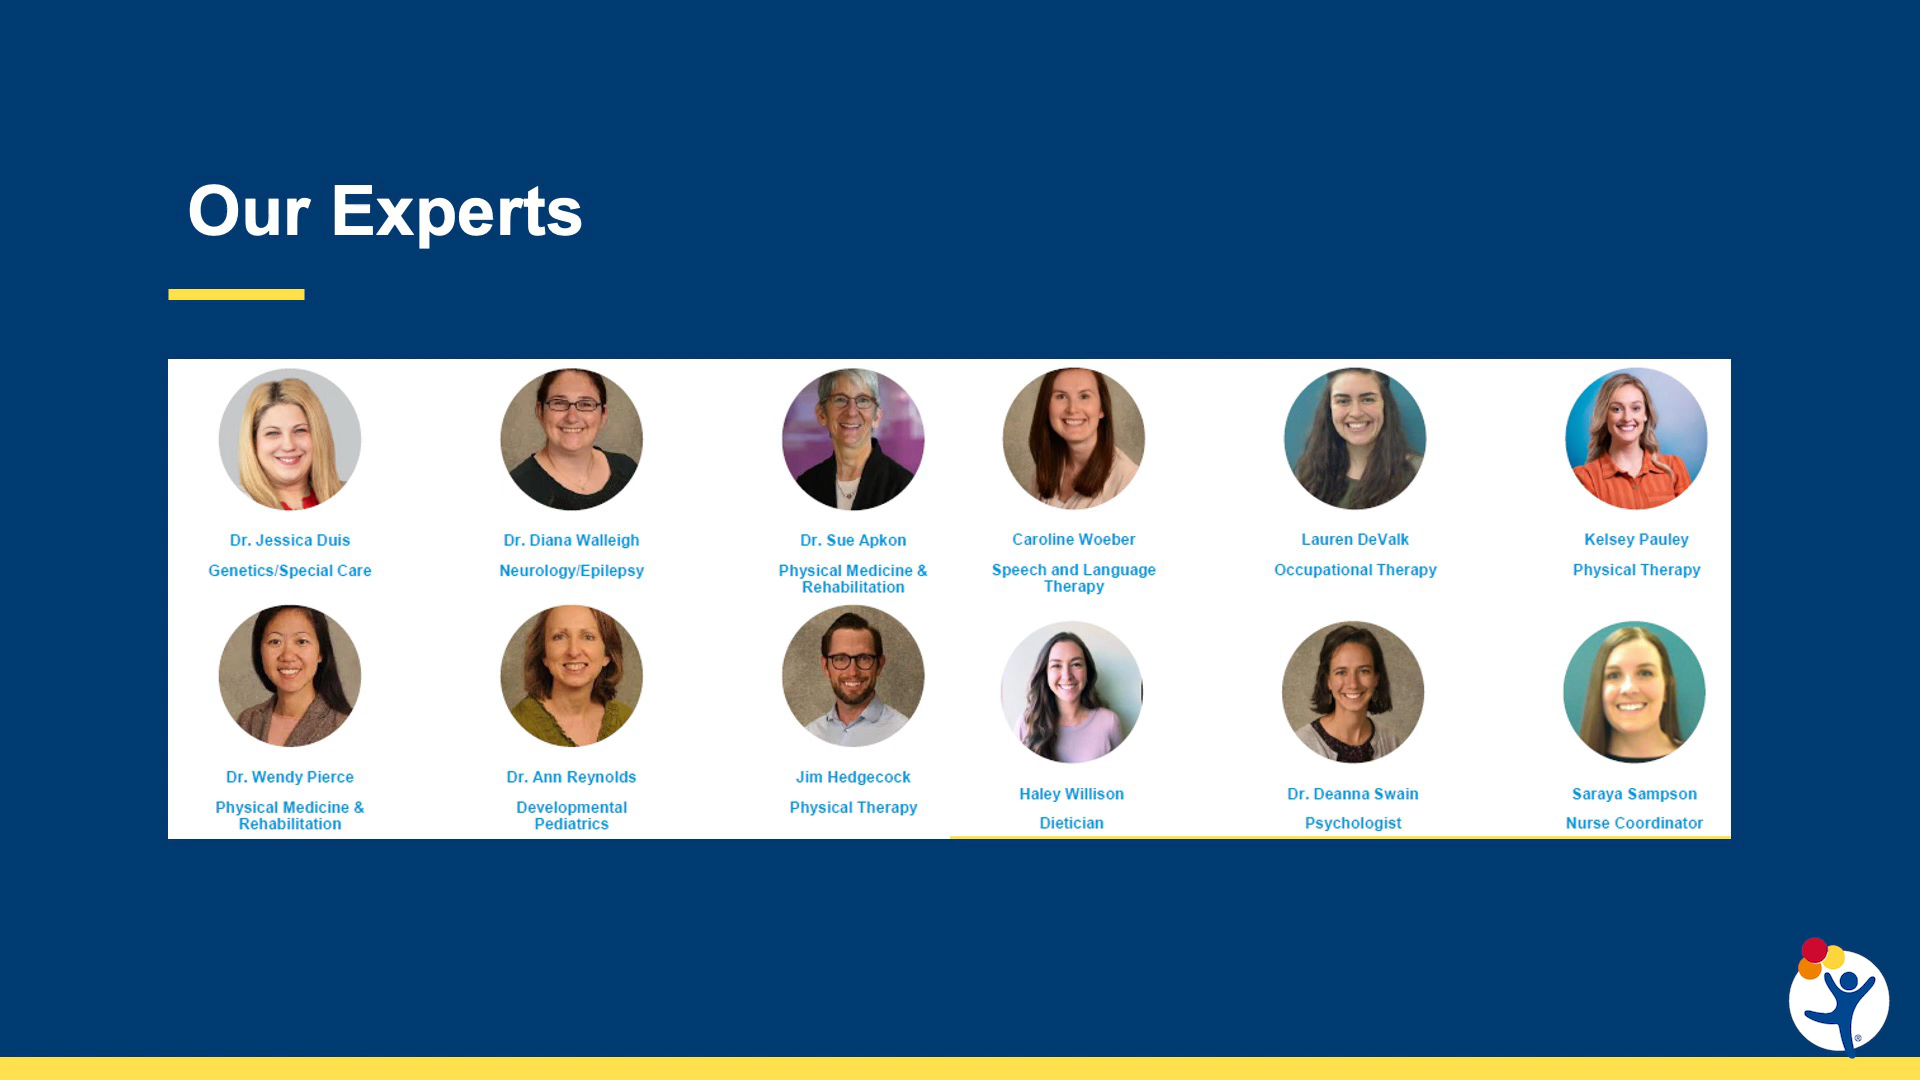 Our Experts
Dr. Jessica Duis
Genetics/Special Care
Dr. Diana Walleigh
Neurology/Epilepsy
Dr. Sue Apkon
Physical Medicine &
Rehabilitation
Caroline Woeber
Speech and Language
Therapy
Lauren DeValk
Occupational Therapy
Kelsey Pauley
Physical Therapy
Dr. Wendy Pierce
Physical Medicine &
Rehabilitation
Dr. Ann Reynolds
Developmental
Pediatrics
Jim Hedgecock
Physical Therapy
Haley Willison
Dietician
Dr. Deanna Swain
Psychologist
Saraya Sampson
Nurse Coordinator
®